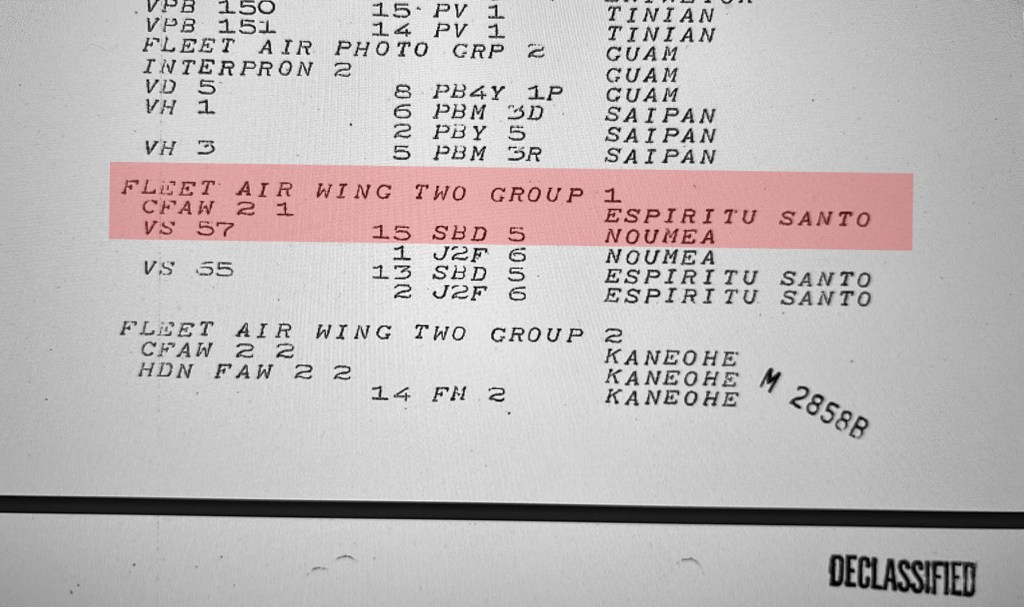 VPB 150 15 PV 1 TINIAN
VPB 151 14 PV 1 TINIAN
FLEET AIR PHOTO GRP 2 GUAM
INTERPRON 2 GUAM
VD 5 8 PB4Y 1P GUAM
VH 1 6 PBM 3D SAIPAN
2 PBY 5 SAIPAN
VH 3 5 PBM 3R SAIPAN
FLEET AIR WING TWO GROUP 1
CFAW 2 1 ESPIRITU SANTO
VS 57 15 SBD 5 NOUMEA
1 J2F 6 NOUMEA
VS 55 13 SBD 5 ESPIRITU SANTO
2 J2F 6 ESPIRITU SANTO
FLEET AIR WING TWO GROUP 2
CFAW 2 2 KANEOHE
HDN FAW 2 2 KANEOHE
14 FM 2 KANEOHE
M 2858B
DECLASSIFIED